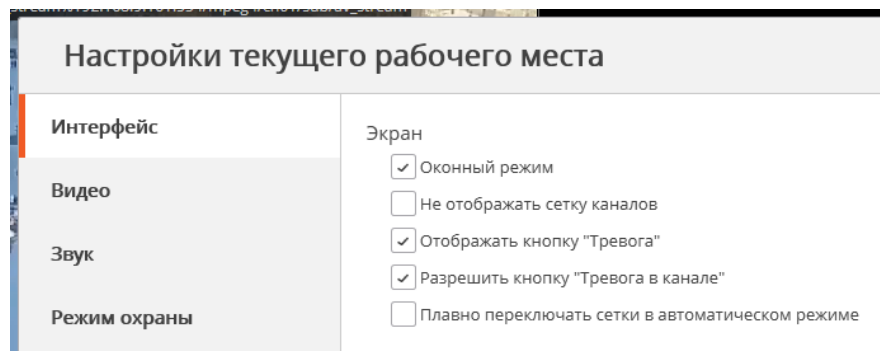 Настройки текущего рабочего места
Интерфейс
Видео
Звук
Режим охраны
Экран
Оконный режим
Не отображать сетку каналов
Отображать кнопку "Тревога"
Разрешить кнопку "Тревога в канале"
Плавно переключать сетки в автоматическом режиме